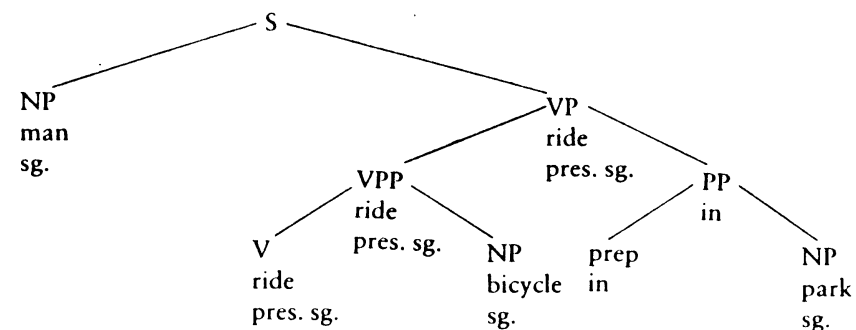 S
NP
man
sg.
VP
ride
pres. sg.
VPP
ride
pres. sg.
PP
in
V
ride
pres. sg.
NP
bicycle
sg.
prep
in
NP
park
sg.